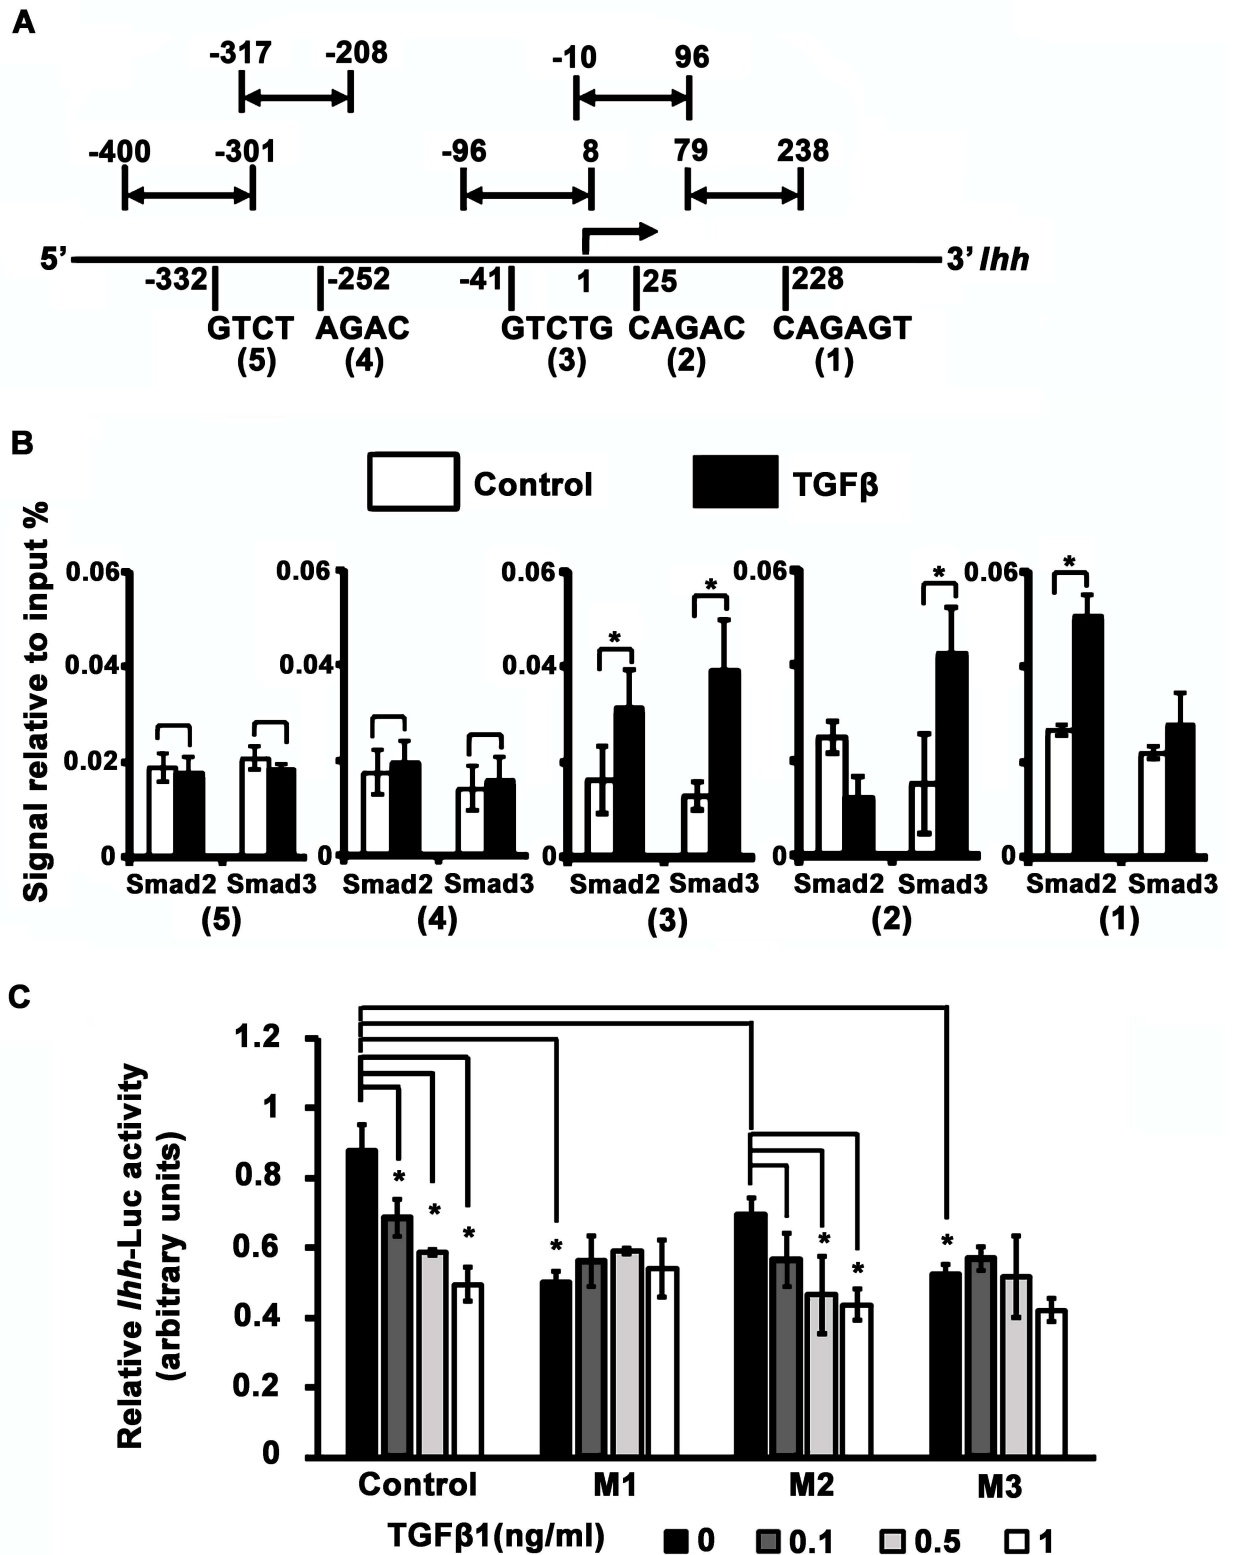 A
-317 -208 -10 96
-400 -301 -96 8 79 238
5’ 3’ Ihh
-332 -252 -41 1 25 228
GTCT AGAC GTCTG CAGAC CAGAGT
(5) (4) (3) (2) (1)
B
Control TGFβ
Signal relative to input %
0.06 0.06 0.06 0.06 0.06
* * * *
0.04 0.04 0.04
0.02
0 0 0 0 0
Smad2 Smad3 Smad2 Smad3 Smad2 Smad3 Smad2 Smad3 Smad2 Smad3
(5) (4) (3) (2) (1)
C
Relative Ihh-Luc activity
(arbitrary units)
1.2
1
0.8
0.6
0.4
0.2
0
* * * * * * *
Control M1 M2 M3
TGFβ1(ng/ml) 0 0.1 0.5 1